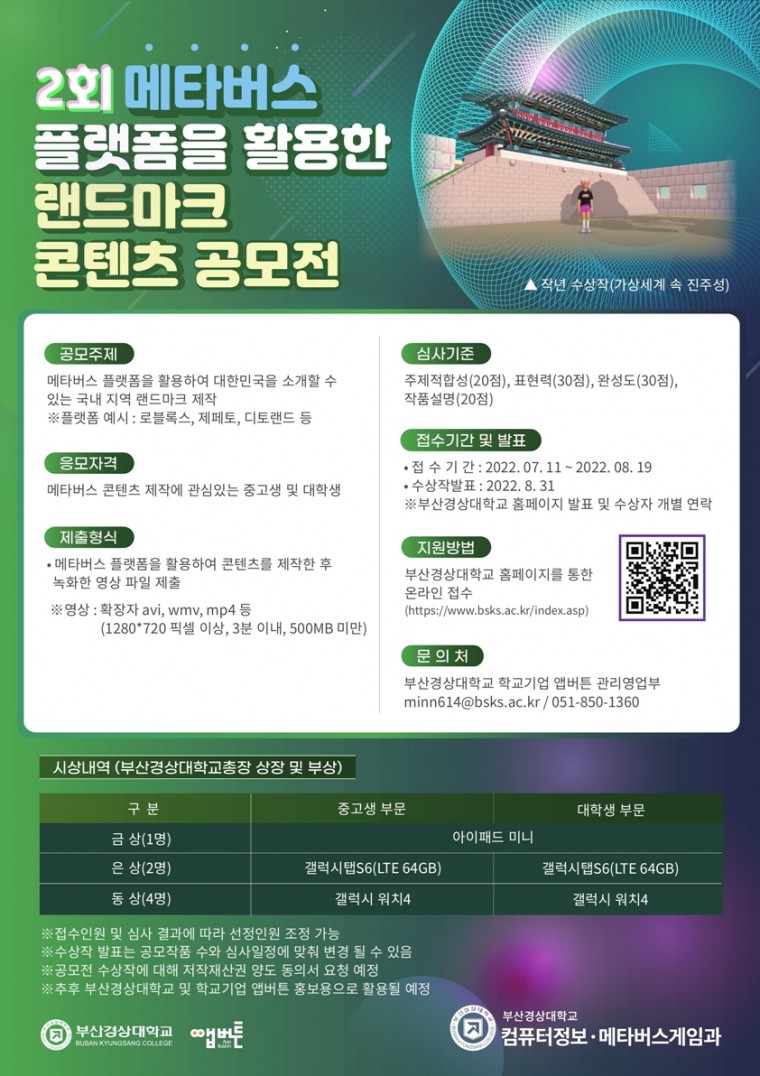 2회 메타버스
플랫폼을 활용한
랜드마크
콘텐츠 공모전
▲ 작년 수상작(가상세계 속 진주성)
공모주제
메타버스 플랫폼을 활용하여 대한민국을 소개할 수
있는 국내 지역 랜드마크 제작
※플랫폼 예시 : 로블록스, 제페토, 디토랜드 등
응모자격
메타버스 콘텐츠 제작에 관심있는 중고생 및 대학생
제출형식
• 메타버스 플랫폼을 활용하여 콘텐츠를 제작한 후
녹화한 영상 파일 제출
※영상 : 확장자 avi, wmv, mp4 등
(1280*720 픽셀 이상, 3분 이내, 500MB 미만)
심사기준
주제적합성(20점), 표현력(30점), 완성도(30점),
작품설명(20점)
접수기간 및 발표
• 접 수 기 간 : 2022. 07. 11 ~ 2022. 08. 19
• 수상작발표 : 2022. 8. 31
※부산경상대학교 홈페이지 발표 및 수상자 개별 연락
지원방법
부산경상대학교 홈페이지를 통한
온라인 접수
(https://www.bsks.ac.kr/index.asp)
문 의 처
부산경상대학교 학교기업 앱버튼 관리영업부
minn614@bsks.ac.kr / 051-850-1360
시상내역 (부산경상대학교총장 상장 및 부상)
구 분 중고생 부문 대학생 부문
금 상(1명) 아이패드 미니
은 상(2명) 갤럭시탭S6(LTE 64GB) 갤럭시탭S6(LTE 64GB)
동 상(4명) 갤럭시 워치4 갤럭시 워치4
※접수인원 및 심사 결과에 따라 선정인원 조정 가능
※수상작 발표는 공모작품 수와 심사일정에 맞춰 변경 될 수 있음
※공모전 수상작에 대해 저작재산권 양도 동의서 요청 예정
※추후 부산경상대학교 및 학교기업 앱버튼 홍보용으로 활용될 예정
부산경상대학교
BUSAN KYUNGSANG COLLEGE
앱버튼
App Button
부산경상대학교
컴퓨터정보·메타버스게임과